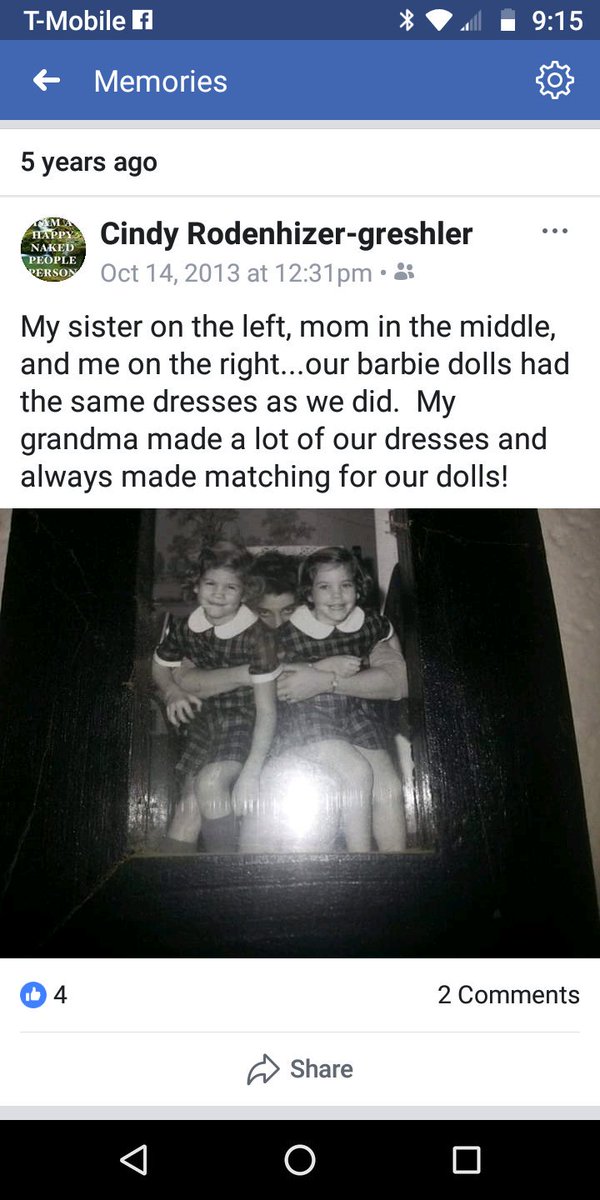 T-Mobile
9:15
Memories
5 years ago
I AM A
HAPPY
NAKED
PEOPLE
PERSON
Cindy Rodenhizer-greshler
Oct 14, 2013 at 12:31pm •
My sister on the left, mom in the middle,
and me on the right...our barbie dolls had
the same dresses as we did.  My
grandma made a lot of our dresses and
always made matching for our dolls!
4
2 Comments
Share